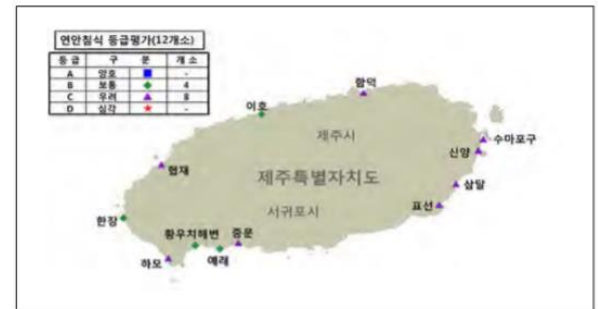 연안침식 등급평가(12개소)
등급 구분 개소
A 양호 -
B 보통 4
C 우려 8
D 심각 -
함덕
이호
제주시
수마포구
신양
협재
제주특별자치도
삼달
서귀포시
표선
한장
황우치해변 중문
하모 예래